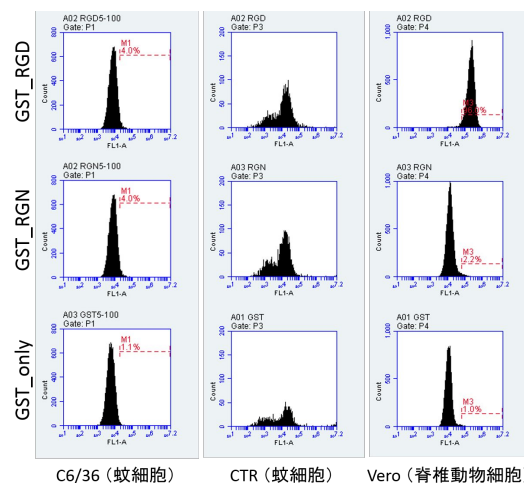 GST_RGD
A02 RGD5-100
Gate: P1
M1
4.0%
Count
FL1-A
A02 RGD
Gate: P3
Count
FL1-A
A02 RGD
Gate: P4
Count
FL1-A
GST_RGN
A02 RGN5-100
Gate: P1
M1
4.0%
Count
FL1-A
A03 RGN
Gate: P3
Count
FL1-A
A03 RGN
Gate: P4
M3
2.2%
Count
FL1-A
GST_only
A03 GST5-100
Gate: P1
M1
1.1%
Count
FL1-A
A01 GST
Gate: P3
Count
FL1-A
A01 GST
Gate: P4
M3
1.0%
Count
FL1-A
C6/36（蚊細胞）
CTR（蚊細胞）
Vero（脊椎動物細胞